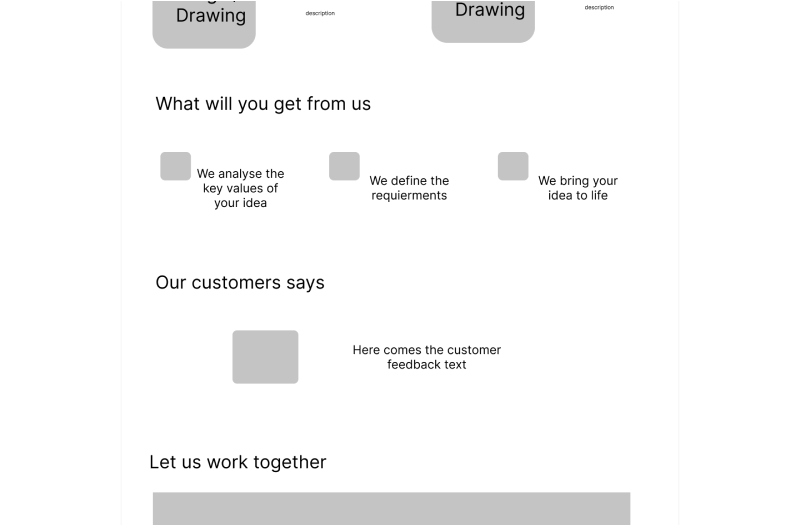 Drawing
description
Drawing
description
What will you get from us
We analyse the
key values of
your idea
We define the
requierments
We bring your
idea to life
Our customers says
Here comes the customer
feedback text
Let us work together